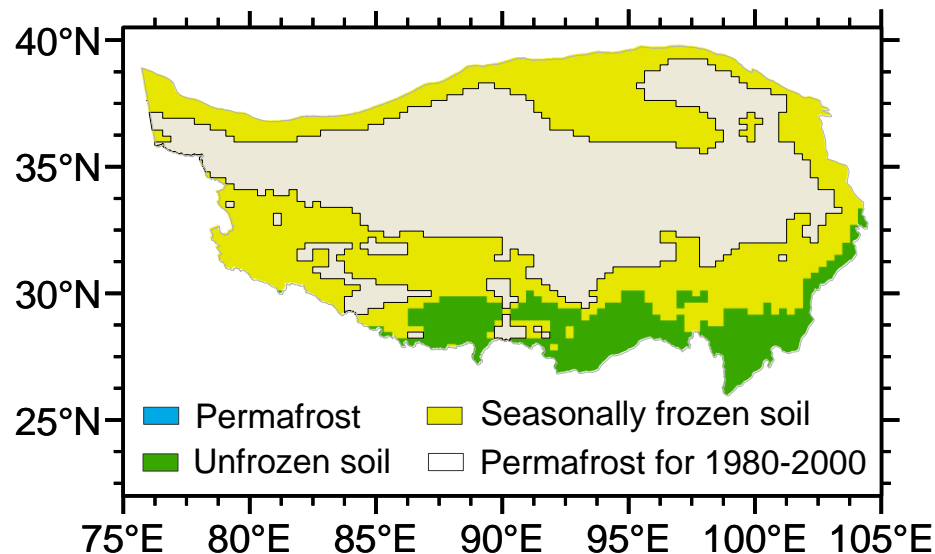 40°N
35°N
30°N
25°N
Permafrost
Seasonally frozen soil
Unfrozen soil
Permafrost for 1980-2000
75°E 80°E 85°E 90°E 95°E 100°E 105°E